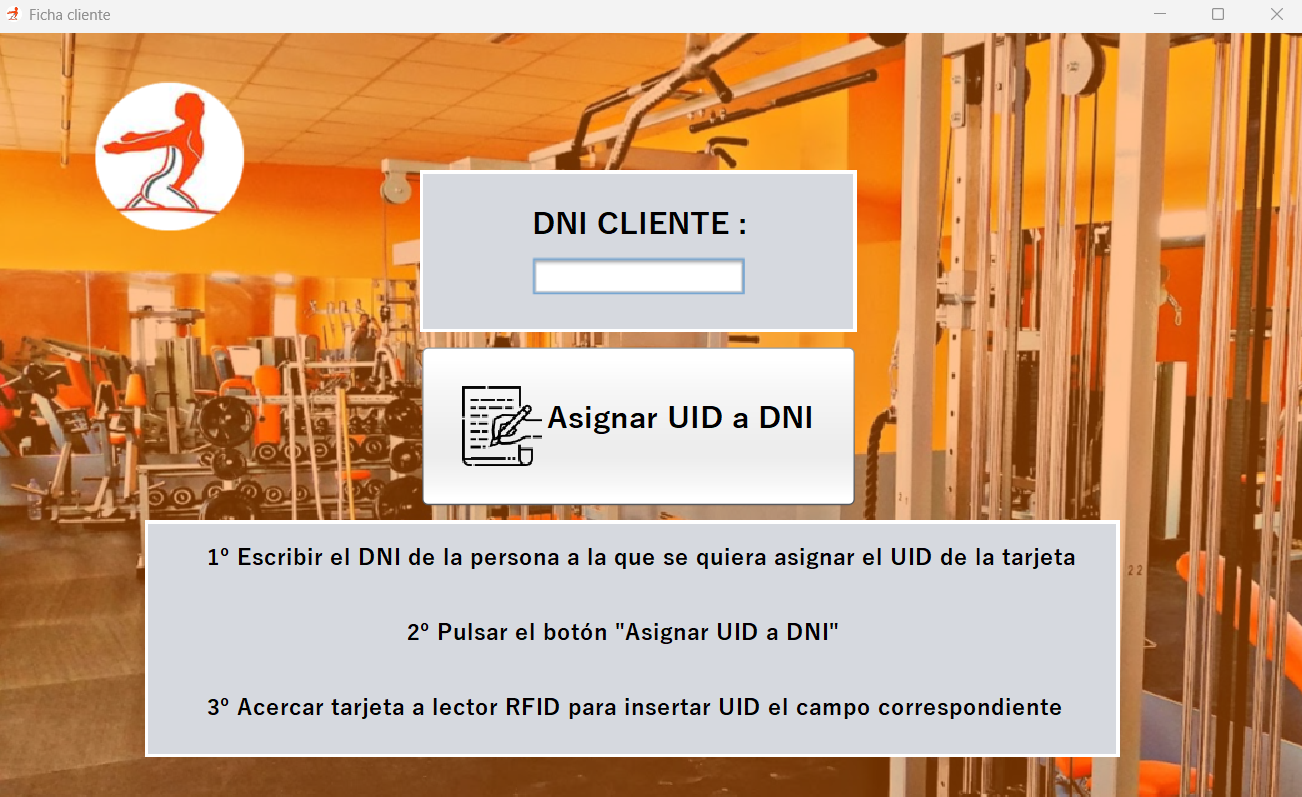 Ficha cliente
DNI CLIENTE :
Asignar UID a DNI
1º Escribir el DNI de la persona a la que se quiera asignar el UID de la tarjeta
2º Pulsar el botón "Asignar UID a DNI"
3º Acercar tarjeta a lector RFID para insertar UID el campo correspondiente
22